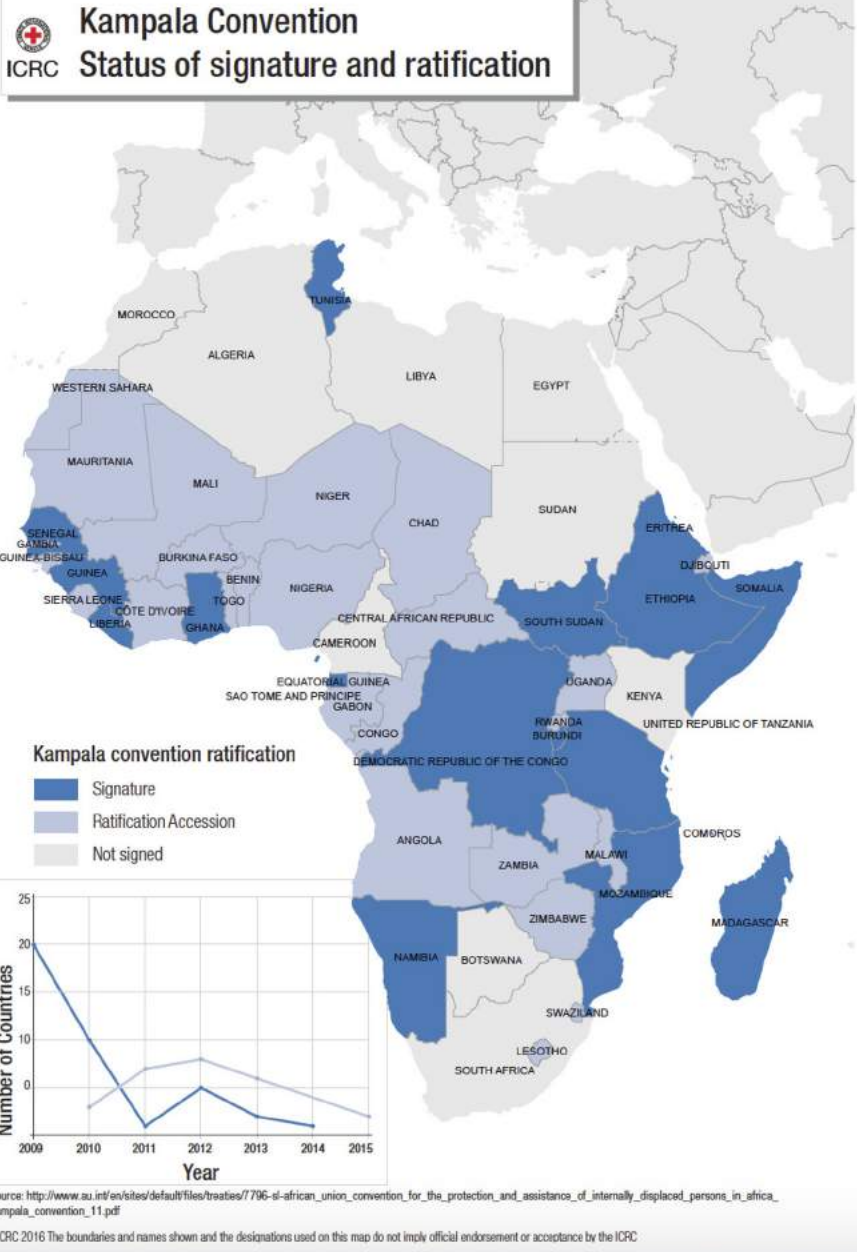 Kampala Convention
ICRC Status of signature and ratification
TUNISIA
MOROCCO
ALGERIA
LIBYA
EGYPT
WESTERN SAHARA
MAURITANIA
MALI
NIGER
CHAD
SUDAN
ERITREA
SENEGAL
GAMBIA
GUINEA-BISSAU
GUINEA
BURKINA FASO
DJIBOUTI
BENIN
NIGERIA
SOMALIA
ETHIOPIA
SIERRA LEONE
TOGO
CÔTE D'IVOIRE
LIBERIA
GHANA
CENTRAL AFRICAN REPUBLIC
SOUTH SUDAN
CAMEROON
EQUATORIAL GUINEA
UGANDA
SAO TOME AND PRINCIPE
KENYA
GABON
RWANDA
UNITED REPUBLIC OF TANZANIA
CONGO
BURUNDI
DEMOCRATIC REPUBLIC OF THE CONGO
Kampala convention ratification
Signature
Ratification Accession
Not signed
COMOROS
ANGOLA
MALAWI
ZAMBIA
MOZAMBIQUE
ZIMBABWE
MADAGASCAR
NAMIBIA
BOTSWANA
SWAZILAND
LESOTHO
SOUTH AFRICA
25
20
15
10
0
Number of Countries
2009 2010 2011 2012 2013 2014 2015
Year
http://www.au.int/en/sites/default/files/treaties/7796-sl-african_union_convention_for_the_protection_and_assistance_of_internally_displaced_persons_in_africa_
mpala_convention_11.pdf
CRC 2016 The boundaries and names shown and the designations used on this map do not imply official endorsement or acceptance by the ICRC